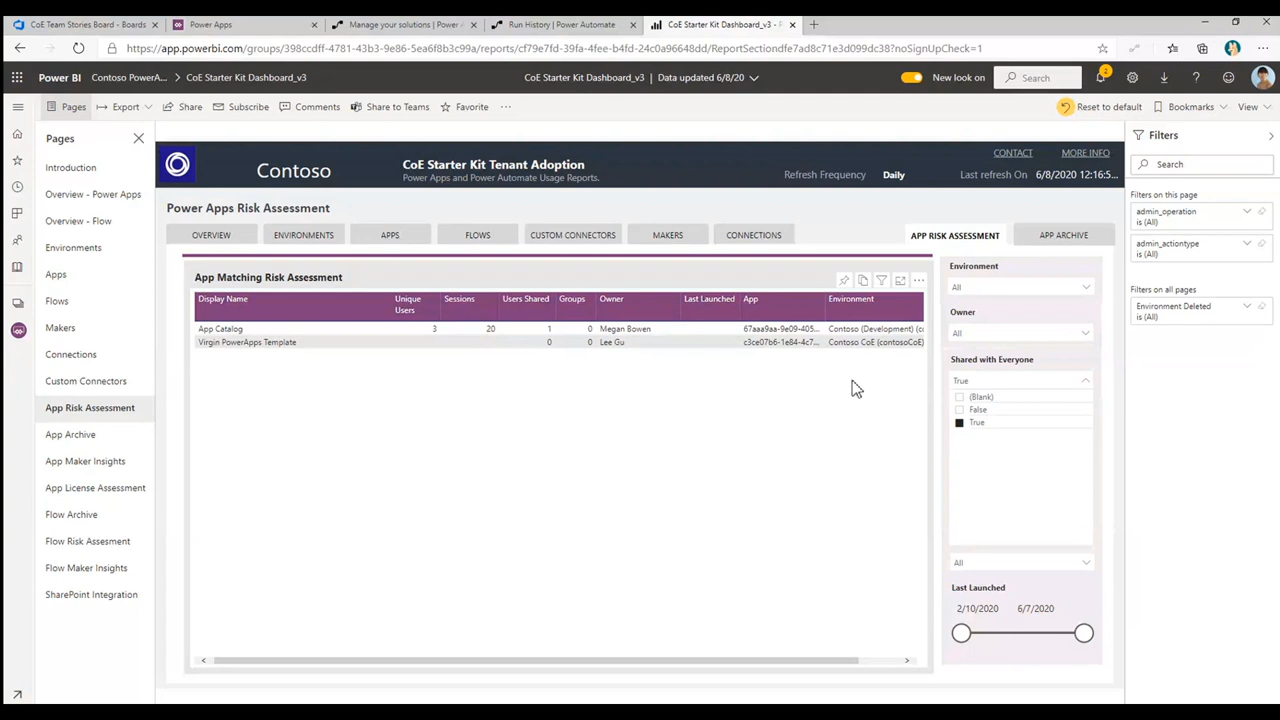 CoE Team Stories Board - Boards
Power Apps
Manage your solutions | Power A
Run History | Power Automate
CoE Starter Kit Dashboard_v3 - P
https://app.powerbi.com/groups/398ccdff-4781-43b3-9e86-5ea6f8b3c99a/reports/cf79e7fd-39fa-4fee-b4fd-24c0a96648dd/ReportSectiondfe7ad8c71e3d099dc38?noSignUpCheck=1
Power BI
Contoso PowerA...
CoE Starter Kit Dashboard_v3
CoE Starter Kit Dashboard_v3 | Data updated 6/8/20
New look on
Search
2
Pages
Export
Share
Subscribe
Comments
Share to Teams
Favorite
Reset to default
Bookmarks
View
Pages
Introduction
Overview - Power Apps
Overview - Flow
Environments
Apps
Flows
Makers
Connections
Custom Connectors
App Risk Assessment
App Archive
App Maker Insights
App License Assessment
Flow Archive
Flow Risk Assesment
Flow Maker Insights
SharePoint Integration
Contoso
CoE Starter Kit Tenant Adoption
Power Apps and Power Automate Usage Reports.
CONTACT
MORE INFO
Refresh Frequency
Daily
Last refresh On
6/8/2020 12:16:5...
Power Apps Risk Assessment
OVERVIEW
ENVIRONMENTS
APPS
FLOWS
CUSTOM CONNECTORS
MAKERS
CONNECTIONS
APP RISK ASSESSMENT
APP ARCHIVE
App Matching Risk Assessment
Display Name Unique Users Sessions Users Shared Groups Owner Last Launched App Environment
App Catalog 3 20 1 0 Megan Bowen 67aaa9aa-9e09-405... Contoso (Development) (c
Virgin PowerApps Template 0 0 Lee Gu c3ce07b6-1e84-4c7... Contoso CoE (contosoCoE)
Environment
All
Owner
All
Shared with Everyone
True
(Blank)
False
True
All
Last Launched
2/10/2020 6/7/2020
Filters
Search
Filters on this page
admin_operation
is (All)
admin_actiontype
is (All)
Filters on all pages
Environment Deleted
is (All)